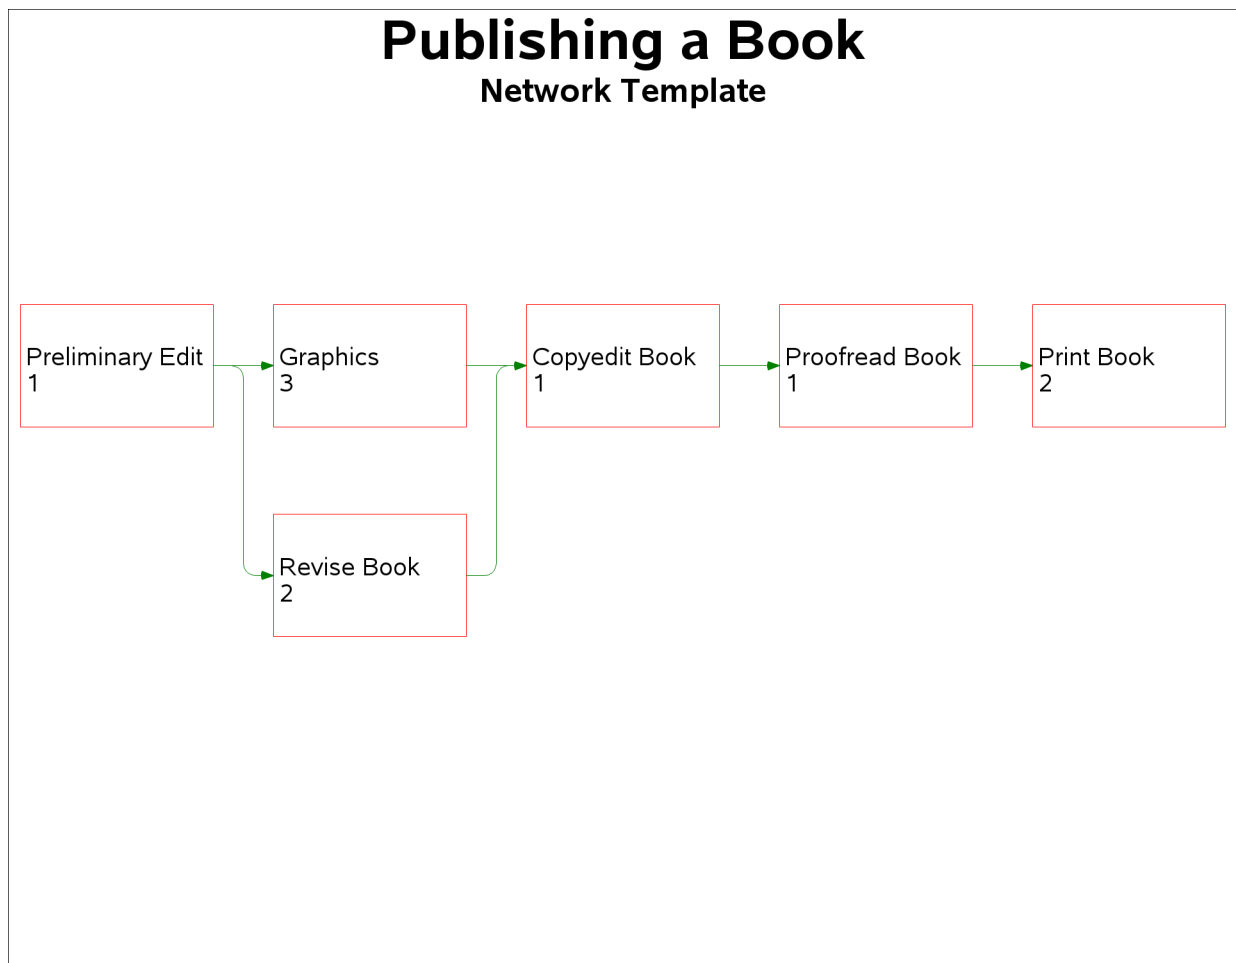 Publishing a Book
Network Template
Preliminary Edit
1
Graphics
3
Copyedit Book
1
Proofread Book
1
Print Book
2
Revise Book
2